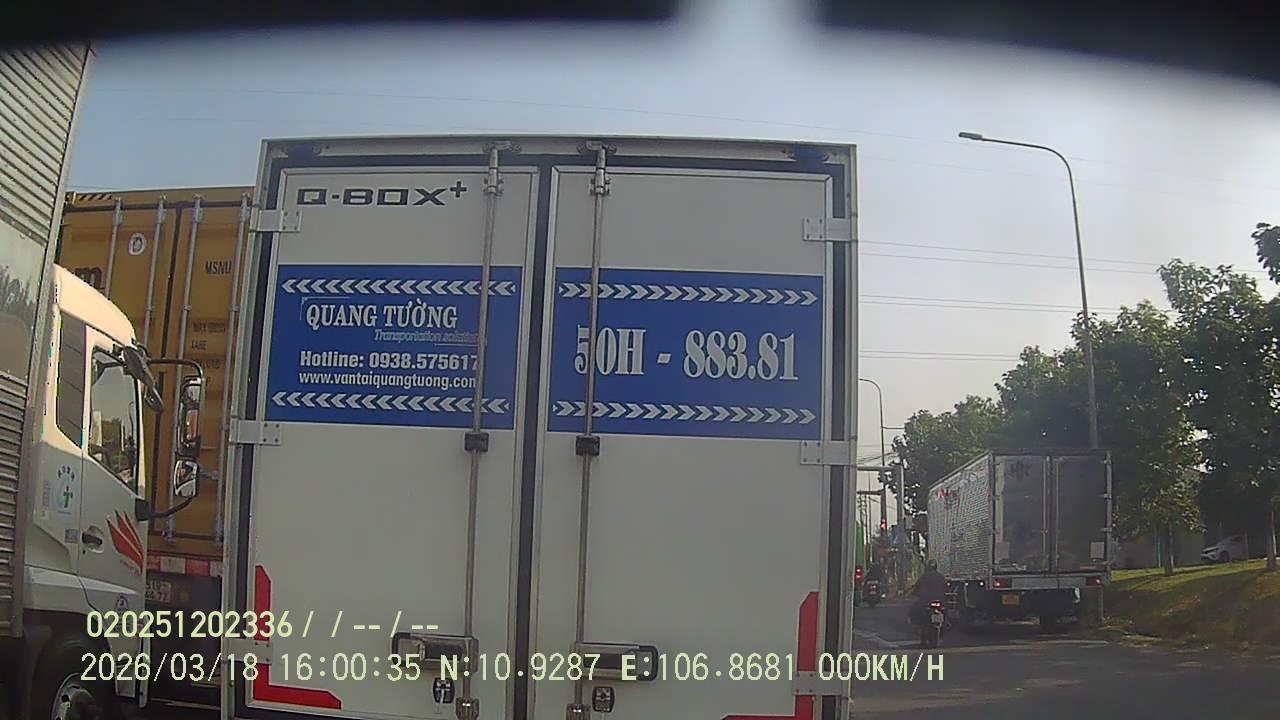 Q-BOX+
MSNU
QUANG TƯỜNG
Transportation
Hotline: 0938.575617
www.vantaiquangtuong.com
50H - 883.81
020251202336 / / -- / --
2026/03/18 16:00:35 N:10.9287 E:106.8681 000KM/H